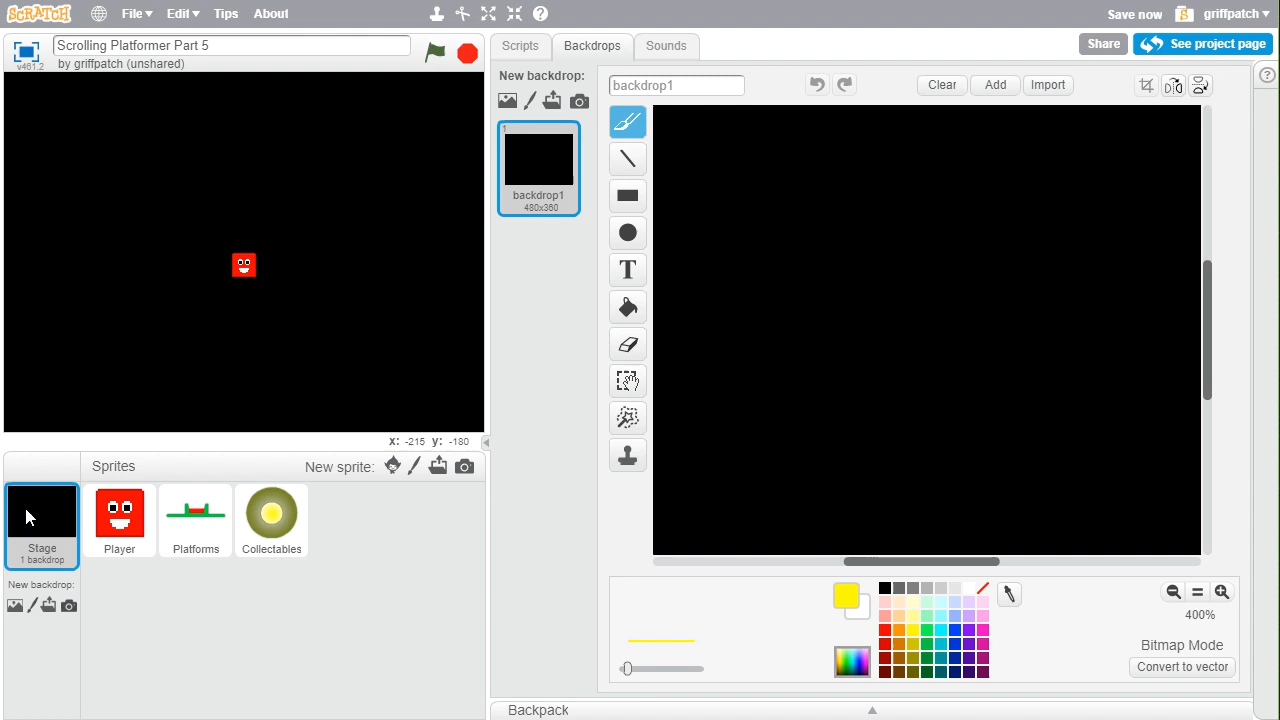 SCRATCH File Edit Tips About Save now griffpatch
v461.2 Scrolling Platformer Part 5
by griffpatch (unshared)
Scripts Backdrops Sounds Share See project page
New backdrop: backdrop1 Clear Add Import
1
backdrop1
480x360
T
x: -215 y: -180
Sprites New sprite:
Stage
1 backdrop
Player Platforms Collectables
New backdrop:
400%
Bitmap Mode
Convert to vector
Backpack